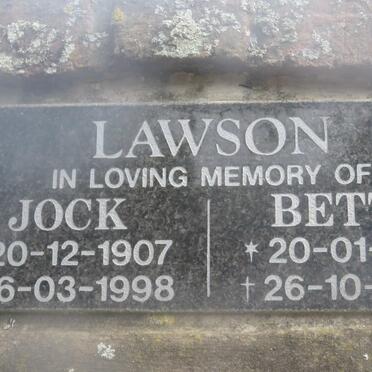 LAWSON
IN LOVING MEMORY OF
JOCK BETT
20-12-1907 * 20-01-
6-03-1998 † 26-10-